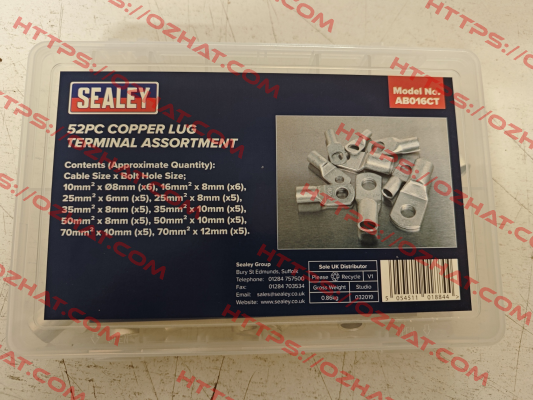 HTTPS://OZHAT.COM
SEALEY
Model No.
AB016CT
52PC COPPER LUG
TERMINAL ASSORTMENT
Contents (Approximate Quantity):
Cable Size x Bolt Hole Size;
10mm² x Ø8mm (x6), 16mm² x 8mm (x6),
25mm² x 6mm (x5), 25mm² x 8mm (x5),
35mm² x 8mm (x5), 35mm² x 10mm (x5),
50mm² x 8mm (x5), 50mm² x 10mm (x5),
70mm² x 10mm (x5), 70mm² x 12mm (x5).
Sealey Group
Bury St Edmunds, Suffolk
Telephone: 01284 757500
Fax: 01284 703534
Email: sales@sealey.co.uk
Website: www.sealey.co.uk
Sole UK Distributor
Please Recycle V1
Gross Weight Studio
0.86kg 032019
5 054511 018844 >